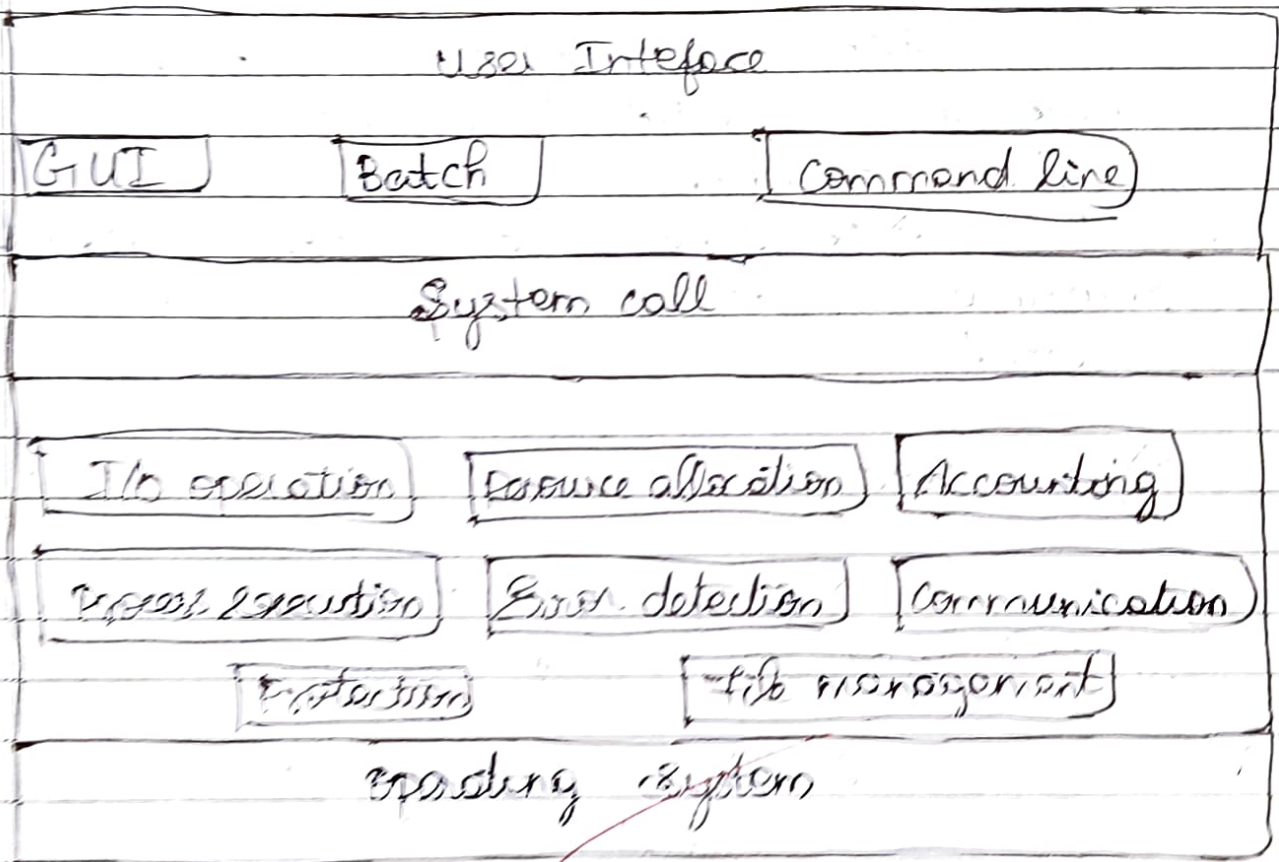 User Inteface
GUI Batch Command line
System call
I/O operation Resource allocation Accounting
Execution Error detection Communication
Protection File management
Operating System